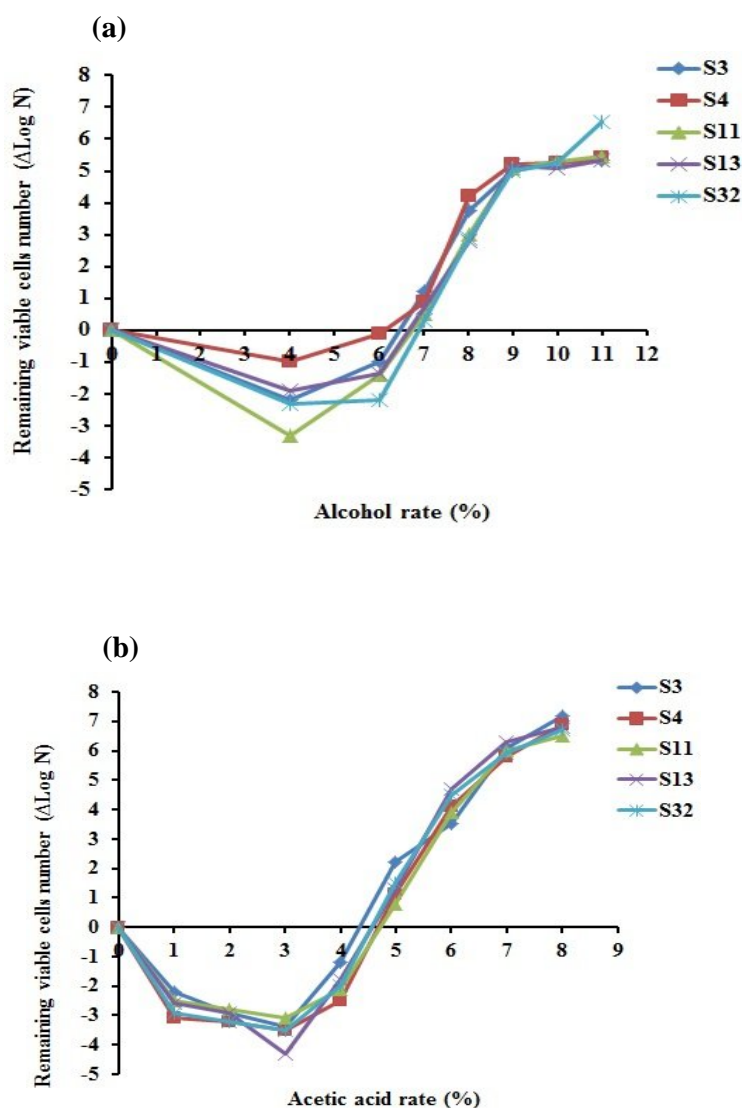 (a)
Remaining viable cells number (ΔLog N)
8
7
6
5
4
3
2
1
0
-1
-2
-3
-4
-5
0 1 2 3 4 5 6 7 8 9 10 11 12
Alcohol rate (%)
S3
S4
S11
S13
S32
(b)
Remaining viable cells number (ΔLog N)
8
7
6
5
4
3
2
1
0
-1
-2
-3
-4
-5
0 1 2 3 4 5 6 7 8 9
Acetic acid rate (%)
S3
S4
S11
S13
S32